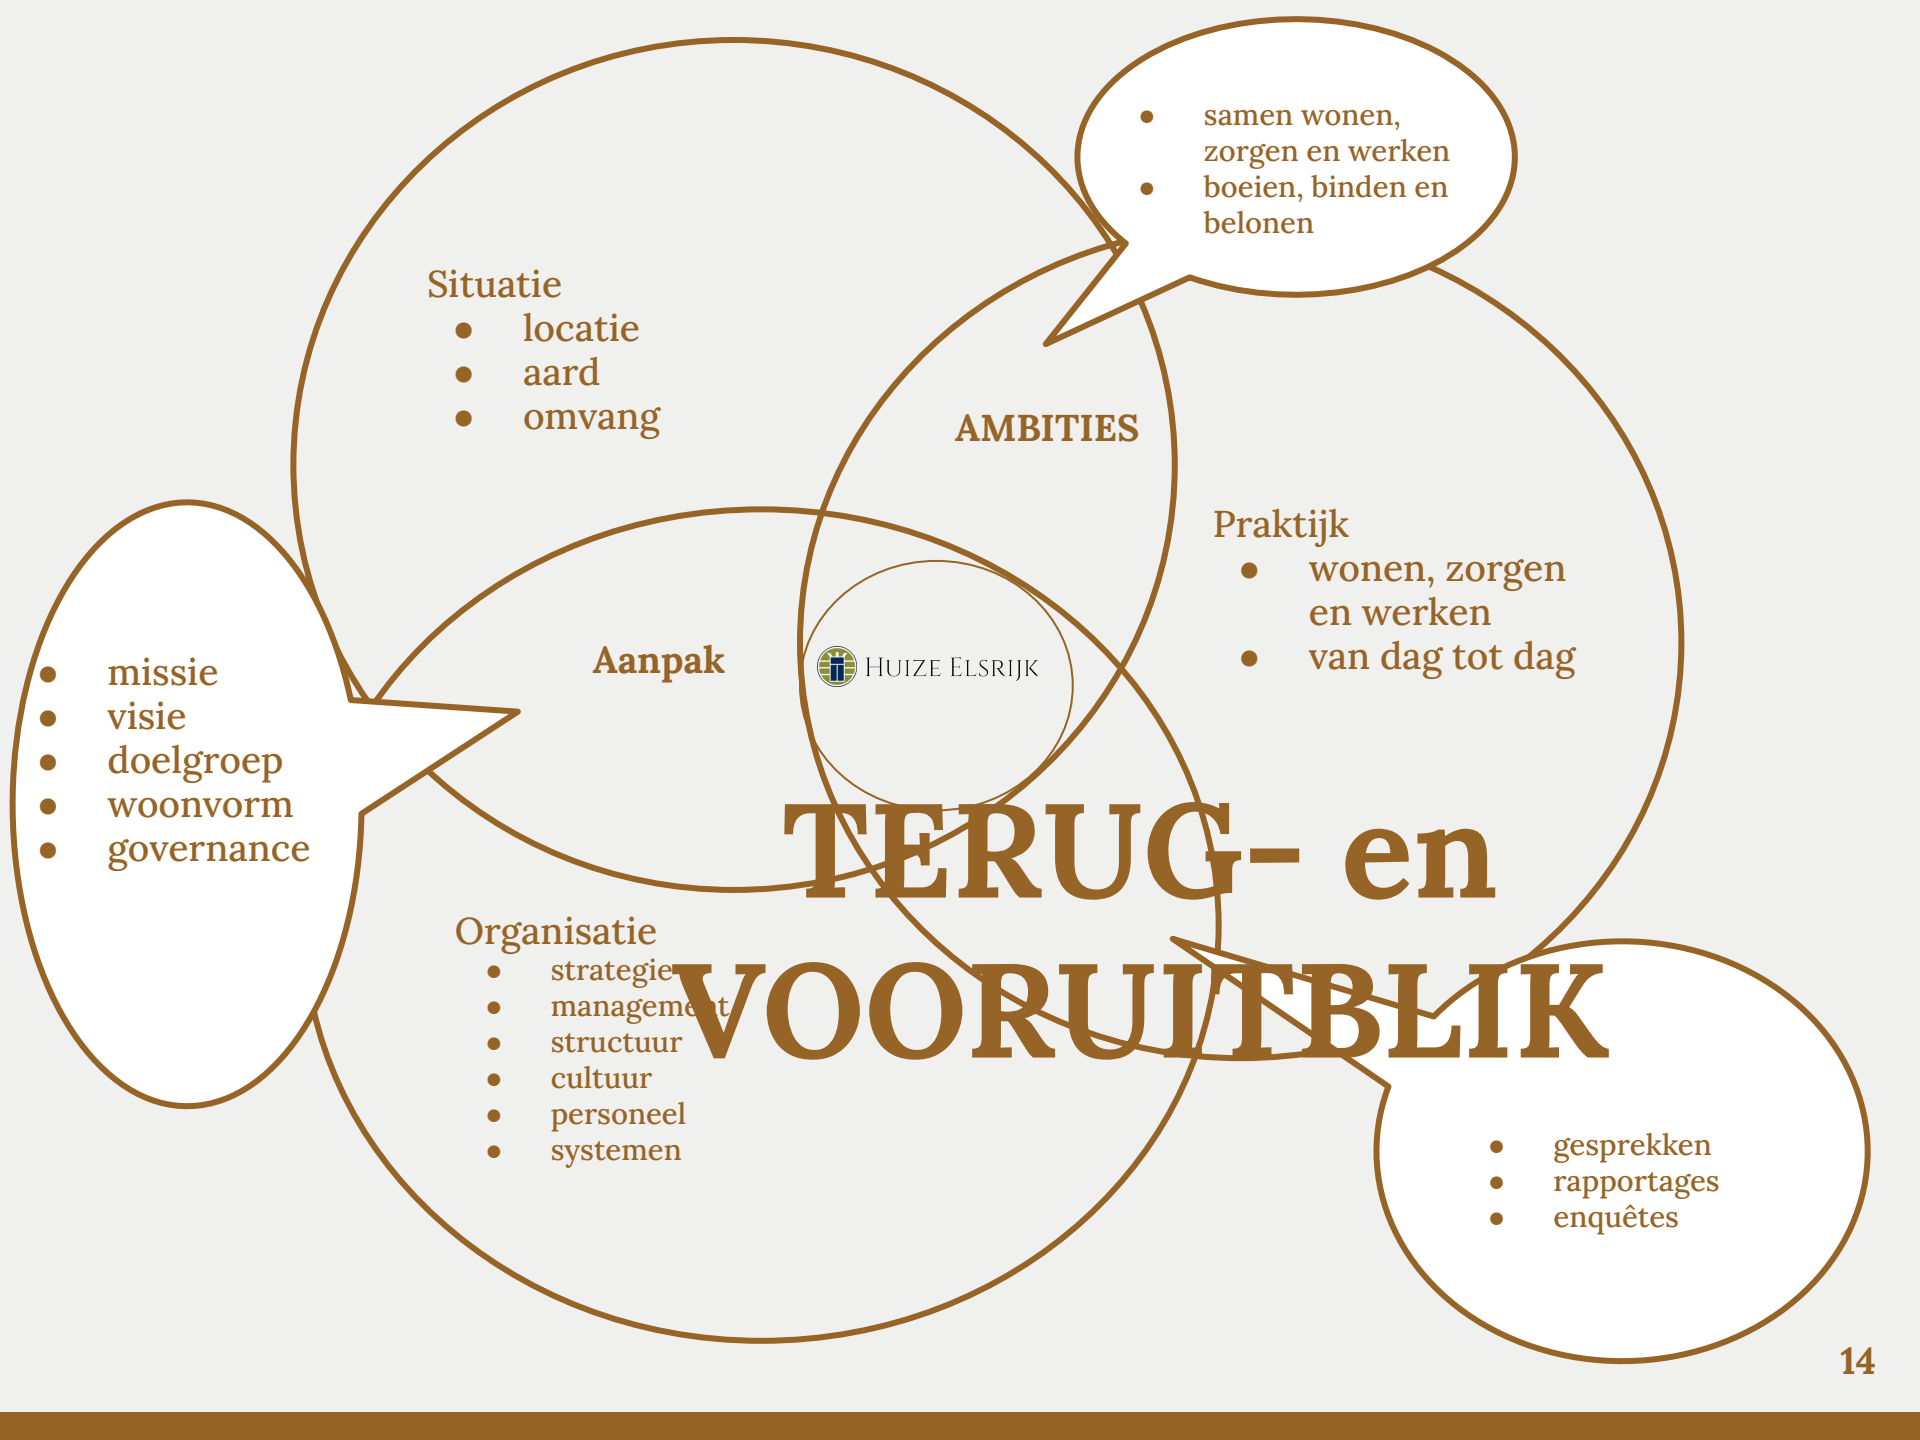 ● samen wonen,
zorgen en werken
● boeien, binden en
belonen
Situatie
● locatie
● aard
● omvang
AMBITIES
Praktijk
● wonen, zorgen
en werken
● van dag tot dag
Aanpak
HUIZE ELSRIJK
● missie
● visie
● doelgroep
● woonvorm
● governance
TERUG- en
VOORUITBLIK
Organisatie
● strategie
● management
● structuur
● cultuur
● personeel
● systemen
● gesprekken
● rapportages
● enquêtes
14